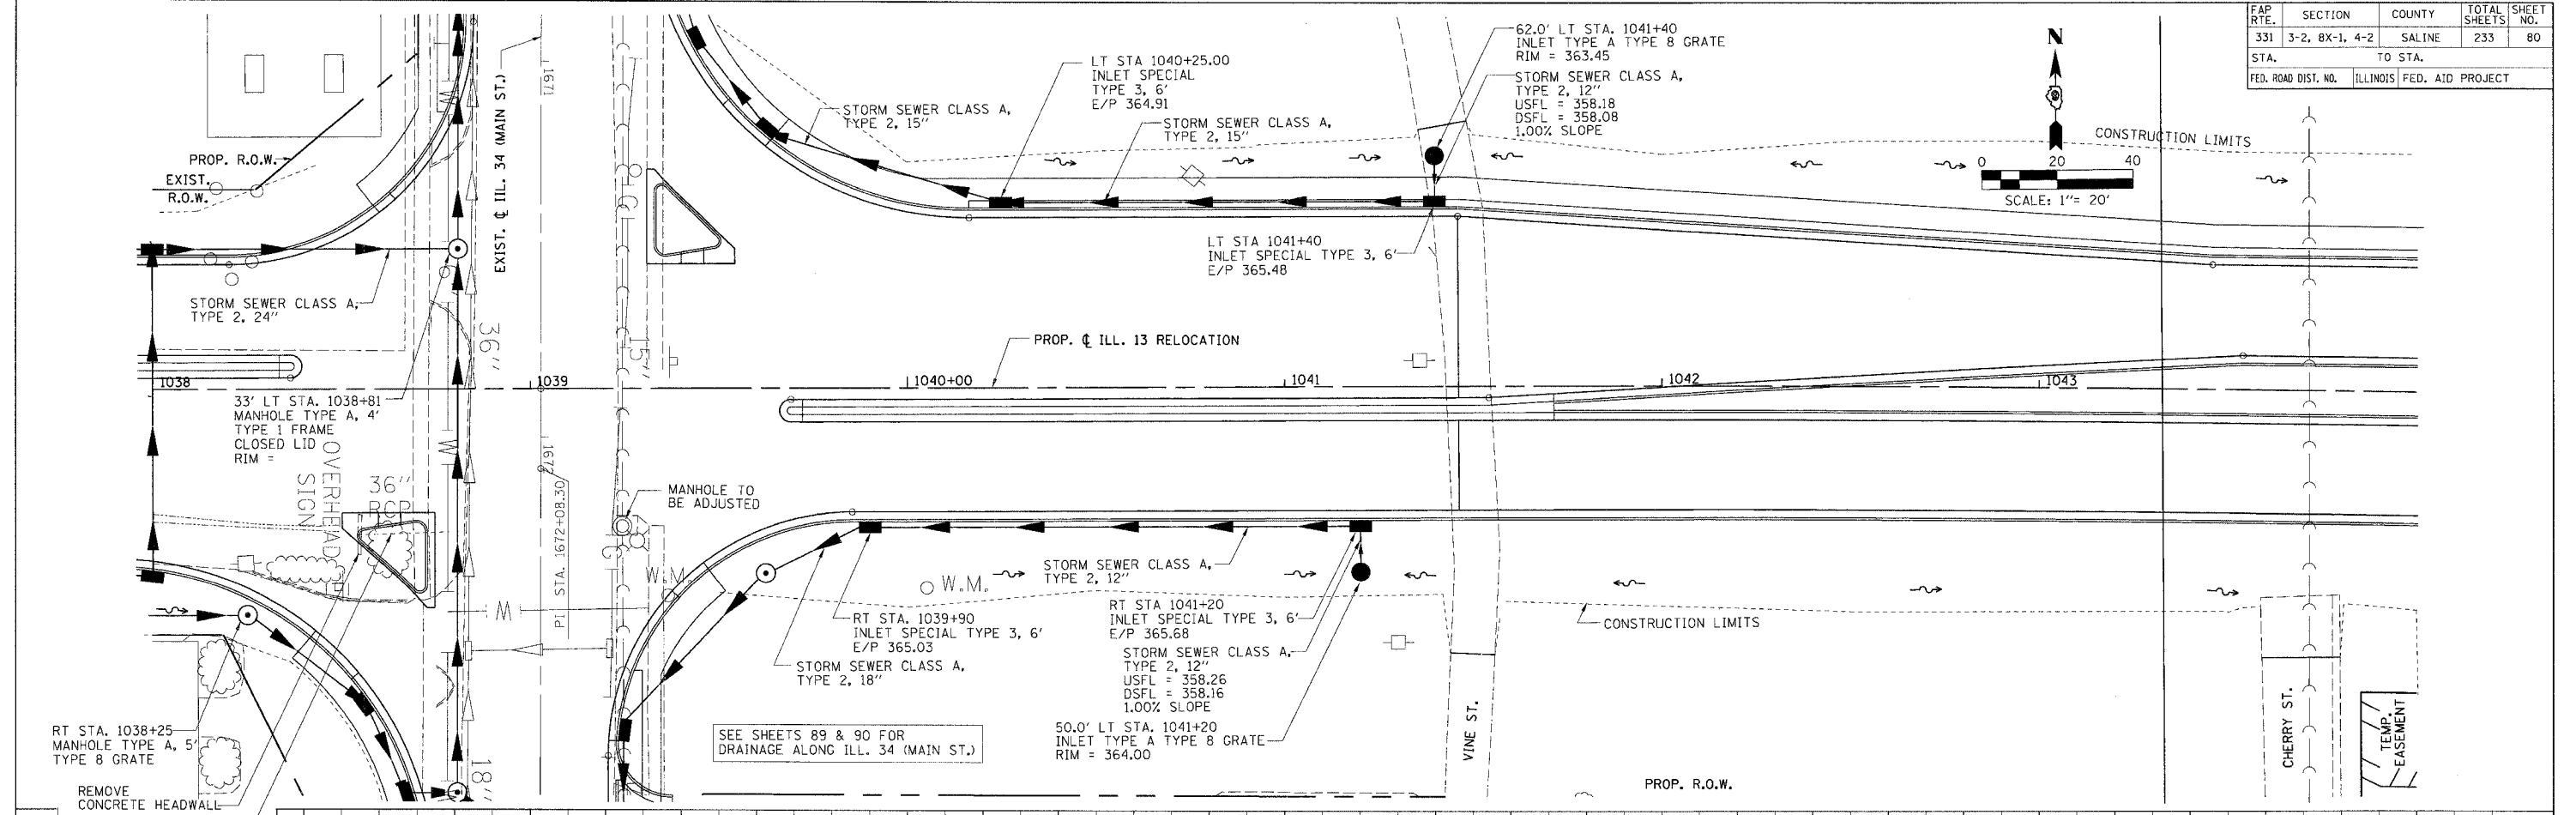 FAP RTE. SECTION COUNTY TOTAL SHEETS SHEET NO.
331 3-2, 8X-1, 4-2 SALINE 233 80
STA. TO STA.
FED. ROAD DIST. NO. ILLINOIS FED. AID PROJECT
N
0 20 40
SCALE: 1"= 20'
CONSTRUCTION LIMITS
62.0' LT STA. 1041+40
INLET TYPE A TYPE 8 GRATE
RIM = 363.45
STORM SEWER CLASS A,
TYPE 2, 12"
USFL = 358.18
DSFL = 358.08
1.00% SLOPE
LT STA 1040+25.00
INLET SPECIAL
TYPE 3, 6'
E/P 364.91
STORM SEWER CLASS A,
TYPE 2, 15"
STORM SEWER CLASS A,
TYPE 2, 15"
1671
EXIST. ℄ ILL. 34 (MAIN ST.)
PROP. R.O.W.
EXIST.
R.O.W.
LT STA 1041+40
INLET SPECIAL TYPE 3, 6'
E/P 365.48
STORM SEWER CLASS A,
TYPE 2, 24"
36"
15"
G
PROP. ℄ ILL. 13 RELOCATION
1038
1039
1040+00
1041
1042
1043
33' LT STA. 1038+81
MANHOLE TYPE A, 4'
TYPE 1 FRAME
CLOSED LID
RIM =
W
W
OVERHEAD
SIGN
36"
RCP
1672
PI STA. 1672+08.30
MANHOLE TO
BE ADJUSTED
G
W.M.
W.M.
W
STORM SEWER CLASS A,
TYPE 2, 12"
RT STA. 1039+90
INLET SPECIAL TYPE 3, 6'
E/P 365.03
STORM SEWER CLASS A,
TYPE 2, 18"
RT STA 1041+20
INLET SPECIAL TYPE 3, 6'
E/P 365.68
STORM SEWER CLASS A,
TYPE 2, 12"
USFL = 358.26
DSFL = 358.16
1.00% SLOPE
50.0' LT STA. 1041+20
INLET TYPE A TYPE 8 GRATE
RIM = 364.00
CONSTRUCTION LIMITS
RT STA. 1038+25
MANHOLE TYPE A, 5'
TYPE 8 GRATE
REMOVE
CONCRETE HEADWALL
18"
SEE SHEETS 89 & 90 FOR
DRAINAGE ALONG ILL. 34 (MAIN ST.)
VINE ST.
PROP. R.O.W.
CHERRY ST.
TEMP.
EASEMENT